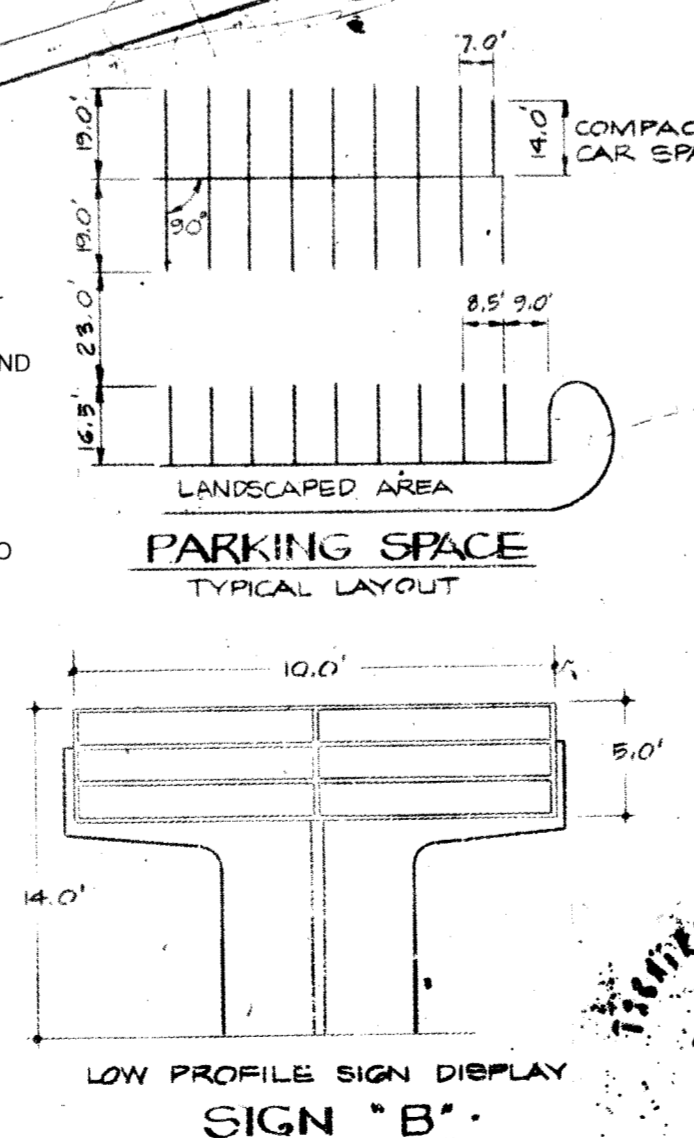 7.0'
19.0'
14.0'
COMPAC
CAR SPA
90°
19.0'
23.0'
8.5' 9.0'
ND
16.5'
LANDSCAPED AREA
O
PARKING SPACE
TYPICAL LAYOUT
10.0'
5.0'
14.0'
LOW PROFILE SIGN DISPLAY
SIGN "B".